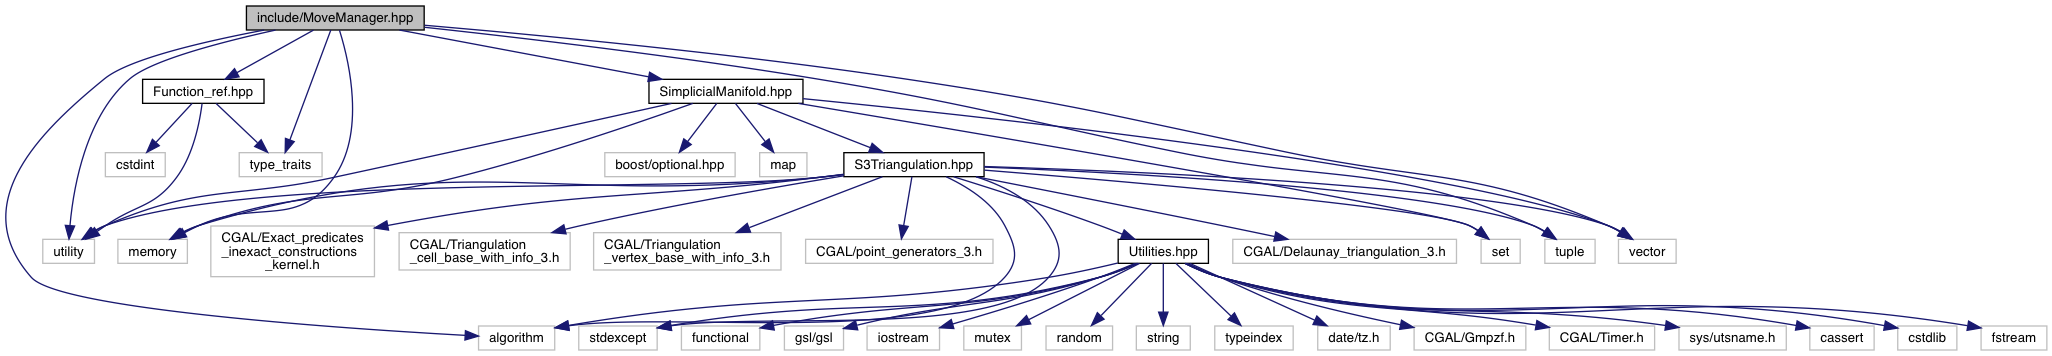 include/MoveManager.hpp
Function_ref.hpp
SimplicialManifold.hpp
cstdint
type_traits
boost/optional.hpp
map
S3Triangulation.hpp
utility
memory
CGAL/Exact_predicates
_inexact_constructions
_kernel.h
CGAL/Triangulation
_cell_base_with_info_3.h
CGAL/Triangulation
_vertex_base_with_info_3.h
CGAL/point_generators_3.h
Utilities.hpp
CGAL/Delaunay_triangulation_3.h
set
tuple
vector
algorithm
stdexcept
functional
gsl/gsl
iostream
mutex
random
string
typeindex
date/tz.h
CGAL/Gmpzf.h
CGAL/Timer.h
sys/utsname.h
cassert
cstdlib
fstream